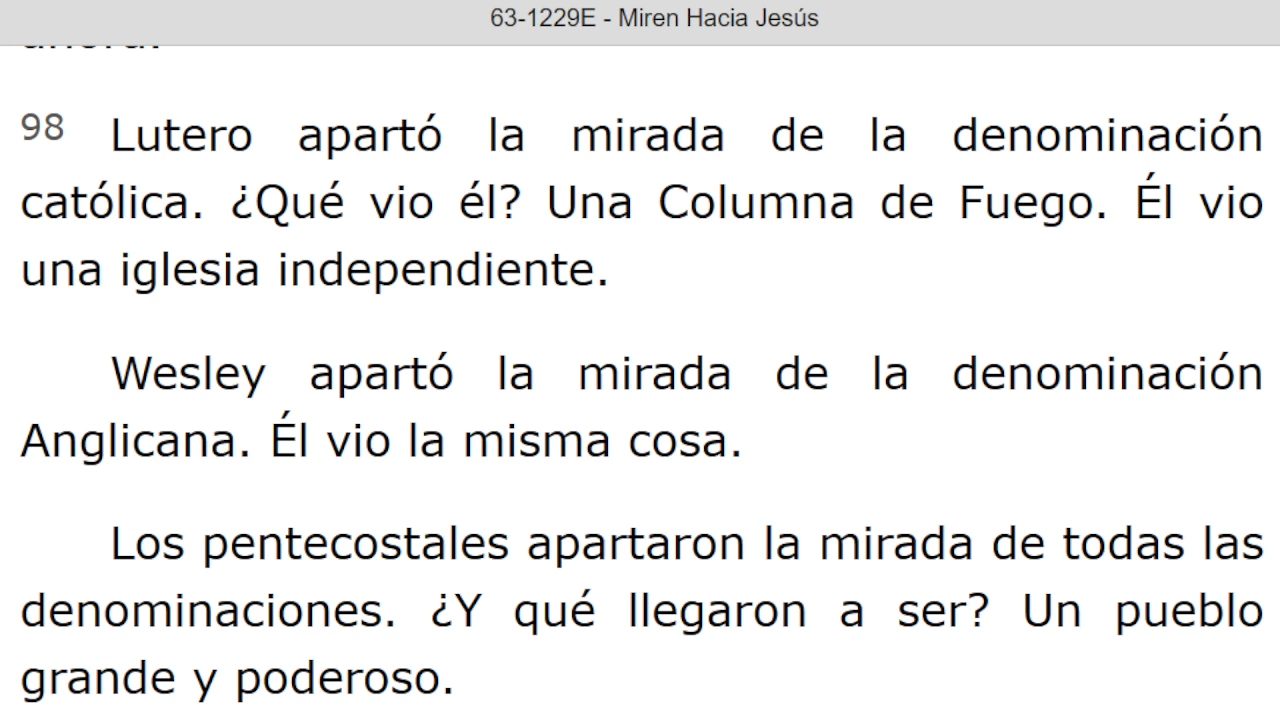 63-1229E - Miren Hacia Jesús
98 Lutero apartó la mirada de la denominación
católica. ¿Qué vio él? Una Columna de Fuego. Él vio
una iglesia independiente.
Wesley apartó la mirada de la denominación
Anglicana. Él vio la misma cosa.
Los pentecostales apartaron la mirada de todas las
denominaciones. ¿Y qué llegaron a ser? Un pueblo
grande y poderoso.